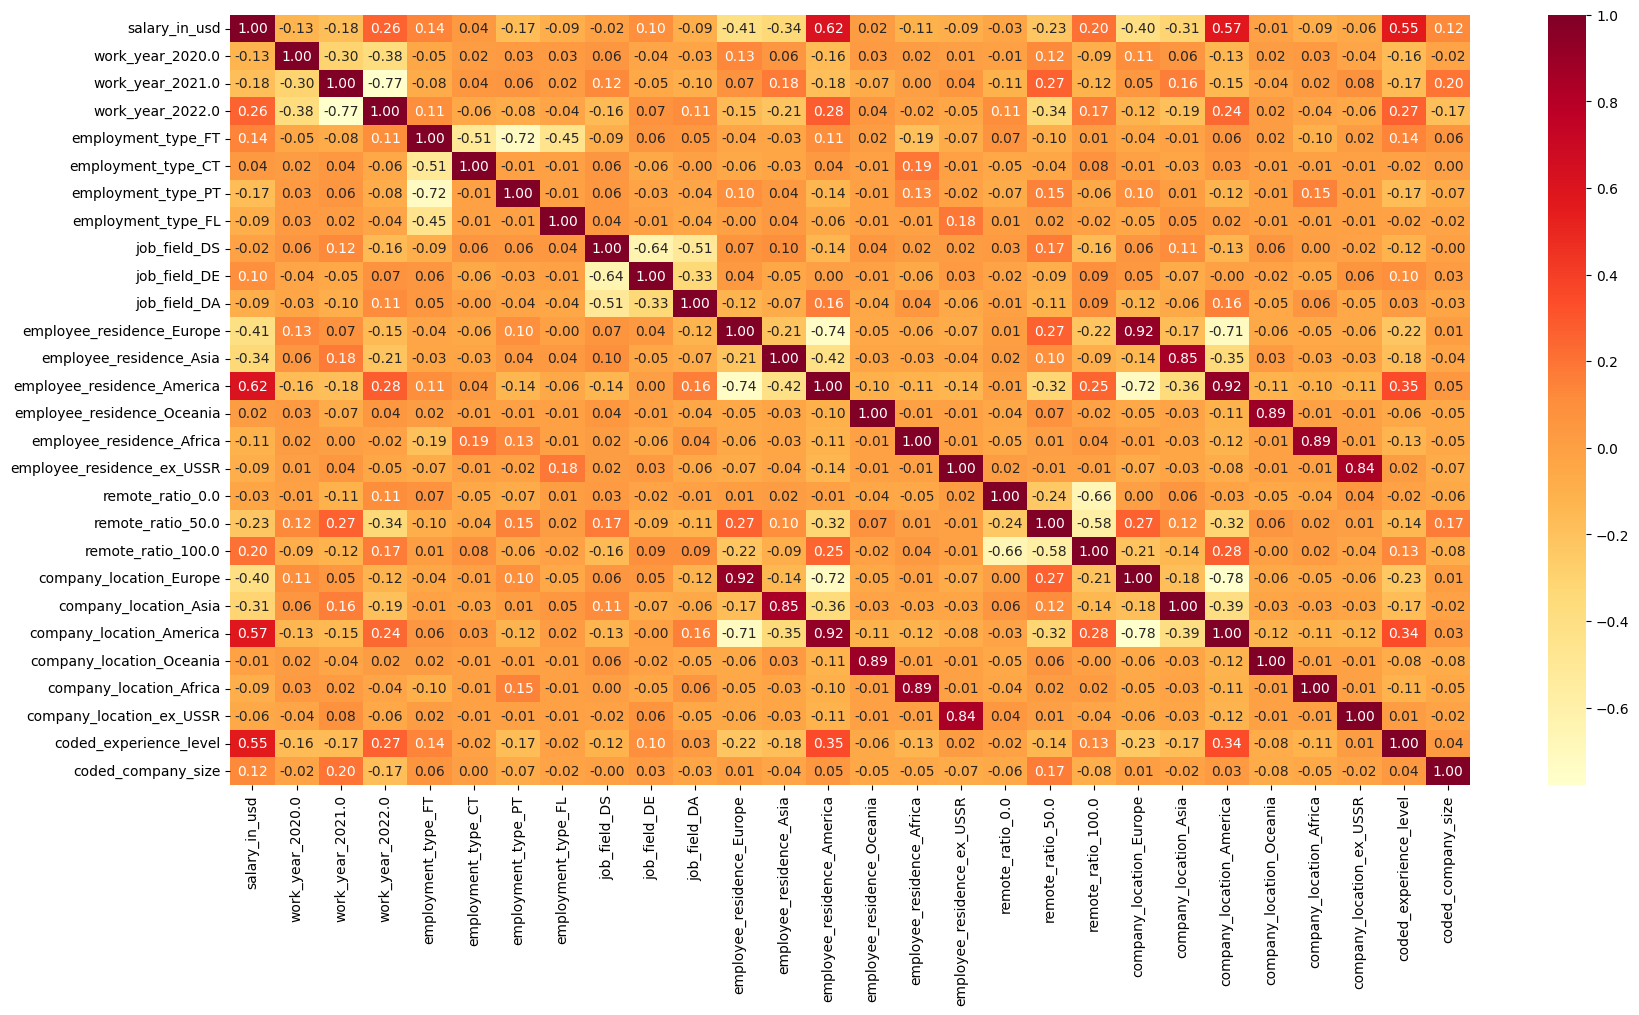 salary_in_usd 1.00 -0.13 -0.18 0.26 0.14 0.04 -0.17 -0.09 -0.02 0.10 -0.09 -0.41 -0.34 0.62 0.02 -0.11 -0.09 -0.03 -0.23 0.20 -0.40 -0.31 0.57 -0.01 -0.09 -0.06 0.55 0.12
work_year_2020.0 -0.13 1.00 -0.30 -0.38 -0.05 0.02 0.03 0.03 0.06 -0.04 -0.03 0.13 0.06 -0.16 0.03 0.02 0.01 -0.01 0.12 -0.09 0.11 0.06 -0.13 0.02 0.03 -0.04 -0.16 -0.02
work_year_2021.0 -0.18 -0.30 1.00 -0.77 -0.08 0.04 0.06 0.02 0.12 -0.05 -0.10 0.07 0.18 -0.18 -0.07 0.00 0.04 -0.11 0.27 -0.12 0.05 0.16 -0.15 -0.04 0.02 0.08 -0.17 0.20
work_year_2022.0 0.26 -0.38 -0.77 1.00 0.11 -0.06 -0.08 -0.04 -0.16 0.07 0.11 -0.15 -0.21 0.28 0.04 -0.02 -0.05 0.11 -0.34 0.17 -0.12 -0.19 0.24 0.02 -0.04 -0.06 0.27 -0.17
employment_type_FT 0.14 -0.05 -0.08 0.11 1.00 -0.51 -0.72 -0.45 -0.09 0.06 0.05 -0.04 -0.03 0.11 0.02 -0.19 -0.07 0.07 -0.10 0.01 -0.04 -0.01 0.06 0.02 -0.10 0.02 0.14 0.06
employment_type_CT 0.04 0.02 0.04 -0.06 -0.51 1.00 -0.01 -0.01 0.06 -0.06 -0.00 -0.06 -0.03 0.04 -0.01 0.19 -0.01 -0.05 -0.04 0.08 -0.01 -0.03 0.03 -0.01 -0.01 -0.01 -0.02 0.00
employment_type_PT -0.17 0.03 0.06 -0.08 -0.72 -0.01 1.00 -0.01 0.06 -0.03 -0.04 0.10 0.04 -0.14 -0.01 0.13 -0.02 -0.07 0.15 -0.06 0.10 0.01 -0.12 -0.01 0.15 -0.01 -0.17 -0.07
employment_type_FL -0.09 0.03 0.02 -0.04 -0.45 -0.01 -0.01 1.00 0.04 -0.01 -0.04 -0.00 0.04 -0.06 -0.01 -0.01 0.18 0.01 0.02 -0.02 -0.05 0.05 0.02 -0.01 -0.01 -0.01 -0.02 -0.02
job_field_DS -0.02 0.06 0.12 -0.16 -0.09 0.06 0.06 0.04 1.00 -0.64 -0.51 0.07 0.10 -0.14 0.04 0.02 0.02 0.03 0.17 -0.16 0.06 0.11 -0.13 0.06 0.00 -0.02 -0.12 -0.00
job_field_DE 0.10 -0.04 -0.05 0.07 0.06 -0.06 -0.03 -0.01 -0.64 1.00 -0.33 0.04 -0.05 0.00 -0.01 -0.06 0.03 -0.02 -0.09 0.09 0.05 -0.07 -0.00 -0.02 -0.05 0.06 0.10 0.03
job_field_DA -0.09 -0.03 -0.10 0.11 0.05 -0.00 -0.04 -0.04 -0.51 -0.33 1.00 -0.12 -0.07 0.16 -0.04 0.04 -0.06 -0.01 -0.11 0.09 -0.12 -0.06 0.16 -0.05 0.06 -0.05 0.03 -0.03
employee_residence_Europe -0.41 0.13 0.07 -0.15 -0.04 -0.06 0.10 -0.00 0.07 0.04 -0.12 1.00 -0.21 -0.74 -0.05 -0.06 -0.07 0.01 0.27 -0.22 0.92 -0.17 -0.71 -0.06 -0.05 -0.06 -0.22 0.01
employee_residence_Asia -0.34 0.06 0.18 -0.21 -0.03 -0.03 0.04 0.04 0.10 -0.05 -0.07 -0.21 1.00 -0.42 -0.03 -0.03 -0.04 0.02 0.10 -0.09 -0.14 0.85 -0.35 0.03 -0.03 -0.03 -0.18 -0.04
employee_residence_America 0.62 -0.16 -0.18 0.28 0.11 0.04 -0.14 -0.06 -0.14 0.00 0.16 -0.74 -0.42 1.00 -0.10 -0.11 -0.14 -0.01 -0.32 0.25 -0.72 -0.36 0.92 -0.11 -0.10 -0.11 0.35 0.05
employee_residence_Oceania 0.02 0.03 -0.07 0.04 0.02 -0.01 -0.01 -0.01 0.04 -0.01 -0.04 -0.05 -0.03 -0.10 1.00 -0.01 -0.01 -0.04 0.07 -0.02 -0.05 -0.03 -0.11 0.89 -0.01 -0.01 -0.06 -0.05
employee_residence_Africa -0.11 0.02 0.00 -0.02 -0.19 0.19 0.13 -0.01 0.02 -0.06 0.04 -0.06 -0.03 -0.11 -0.01 1.00 -0.01 -0.05 0.01 0.04 -0.01 -0.03 -0.12 -0.01 0.89 -0.01 -0.13 -0.05
employee_residence_ex_USSR -0.09 0.01 0.04 -0.05 -0.07 -0.01 -0.02 0.18 0.02 0.03 -0.06 -0.07 -0.04 -0.14 -0.01 -0.01 1.00 0.02 -0.01 -0.01 -0.07 -0.03 -0.08 -0.01 -0.01 0.84 0.02 -0.07
remote_ratio_0.0 -0.03 -0.01 -0.11 0.11 0.07 -0.05 -0.07 0.01 0.03 -0.02 -0.01 0.01 0.02 -0.01 -0.04 -0.05 0.02 1.00 -0.24 -0.66 0.00 0.06 -0.03 -0.05 -0.04 0.04 -0.02 -0.06
remote_ratio_50.0 -0.23 0.12 0.27 -0.34 -0.10 -0.04 0.15 0.02 0.17 -0.09 -0.11 0.27 0.10 -0.32 0.07 0.01 -0.01 -0.24 1.00 -0.58 0.27 0.12 -0.32 0.06 0.02 0.01 -0.14 0.17
remote_ratio_100.0 0.20 -0.09 -0.12 0.17 0.01 0.08 -0.06 -0.02 -0.16 0.09 0.09 -0.22 -0.09 0.25 -0.02 0.04 -0.01 -0.66 -0.58 1.00 -0.21 -0.14 0.28 -0.00 0.02 -0.04 0.13 -0.08
company_location_Europe -0.40 0.11 0.05 -0.12 -0.04 -0.01 0.10 -0.05 0.06 0.05 -0.12 0.92 -0.14 -0.72 -0.05 -0.01 -0.07 0.00 0.27 -0.21 1.00 -0.18 -0.78 -0.06 -0.05 -0.06 -0.23 0.01
company_location_Asia -0.31 0.06 0.16 -0.19 -0.01 -0.03 0.01 0.05 0.11 -0.07 -0.06 -0.17 0.85 -0.36 -0.03 -0.03 -0.03 0.06 0.12 -0.14 -0.18 1.00 -0.39 -0.03 -0.03 -0.03 -0.17 -0.02
company_location_America 0.57 -0.13 -0.15 0.24 0.06 0.03 -0.12 0.02 -0.13 -0.00 0.16 -0.71 -0.35 0.92 -0.11 -0.12 -0.08 -0.03 -0.32 0.28 -0.78 -0.39 1.00 -0.12 -0.11 -0.12 0.34 0.03
company_location_Oceania -0.01 0.02 -0.04 0.02 0.02 -0.01 -0.01 -0.01 0.06 -0.02 -0.05 -0.06 0.03 -0.11 0.89 -0.01 -0.01 -0.05 0.06 -0.00 -0.06 -0.03 -0.12 1.00 -0.01 -0.01 -0.08 -0.08
company_location_Africa -0.09 0.03 0.02 -0.04 -0.10 -0.01 0.15 -0.01 0.00 -0.05 0.06 -0.05 -0.03 -0.10 -0.01 0.89 -0.01 -0.04 0.02 0.02 -0.05 -0.03 -0.11 -0.01 1.00 -0.01 -0.11 -0.05
company_location_ex_USSR -0.06 -0.04 0.08 -0.06 0.02 -0.01 -0.01 -0.01 -0.02 0.06 -0.05 -0.06 -0.03 -0.11 -0.01 -0.01 0.84 0.04 0.01 -0.04 -0.06 -0.03 -0.12 -0.01 -0.01 1.00 0.01 -0.02
coded_experience_level 0.55 -0.16 -0.17 0.27 0.14 -0.02 -0.17 -0.02 -0.12 0.10 0.03 -0.22 -0.18 0.35 -0.06 -0.13 0.02 -0.02 -0.14 0.13 -0.23 -0.17 0.34 -0.08 -0.11 0.01 1.00 0.04
coded_company_size 0.12 -0.02 0.20 -0.17 0.06 0.00 -0.07 -0.02 -0.00 0.03 -0.03 0.01 -0.04 0.05 -0.05 -0.05 -0.07 -0.06 0.17 -0.08 0.01 -0.02 0.03 -0.08 -0.05 -0.02 0.04 1.00
salary_in_usd
work_year_2020.0
work_year_2021.0
work_year_2022.0
employment_type_FT
employment_type_CT
employment_type_PT
employment_type_FL
job_field_DS
job_field_DE
job_field_DA
employee_residence_Europe
employee_residence_Asia
employee_residence_America
employee_residence_Oceania
employee_residence_Africa
employee_residence_ex_USSR
remote_ratio_0.0
remote_ratio_50.0
remote_ratio_100.0
company_location_Europe
company_location_Asia
company_location_America
company_location_Oceania
company_location_Africa
company_location_ex_USSR
coded_experience_level
coded_company_size
1.0
0.8
0.6
0.4
0.2
0.0
−0.2
−0.4
−0.6